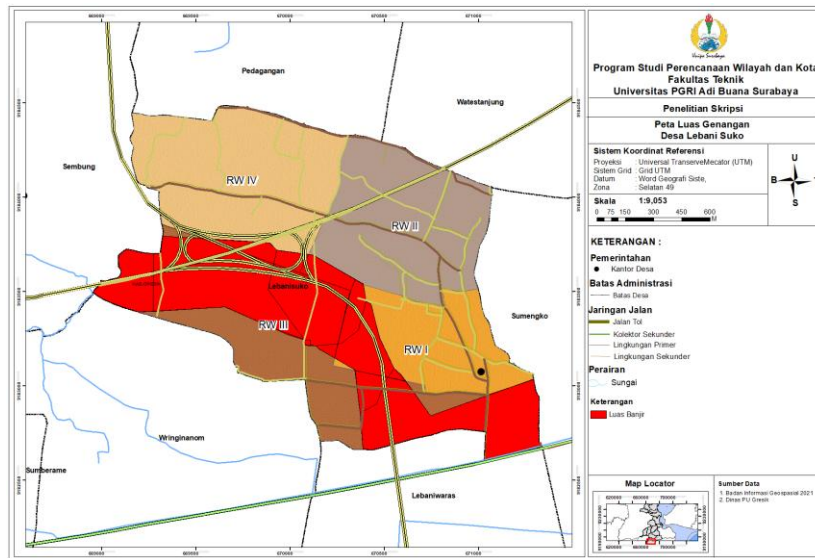 Pedagangan
Watestanjung
Sembung
RW IV
RW II
Lebanisuko
RW III
Sumengko
RW I
Wringinanom
Sumberame
Lebaniwaras
Program Studi Perencanaan Wilayah dan Kota
Fakultas Teknik
Universitas PGRI Adi Buana Surabaya
Penelitian Skripsi
Peta Luas Genangan
Desa Lebani Suko
Sistem Koordinat Referensi
Proyeksi : Universal TranserveMecator (UTM)
Sistem Grid : Grid UTM
Datum : Word Geografi Siste,
Zona Selatan 49
Skala 1:9,053
0 75 150 300 450 600
M
U
B
S
KETERANGAN :
Pemerintahan
Kantor Desa
Batas Administrasi
Batas Desa
Jaringan Jalan
Jalan Tol
Kolektor Sekunder
Lingkungan Primer
Lingkungan Sekunder
Perairan
Sungai
Keterangan
Luas Banjir
Map Locator
Sumber Data
1. Badan Informasi Geospasial 2021
2. Dinas PU Gresik